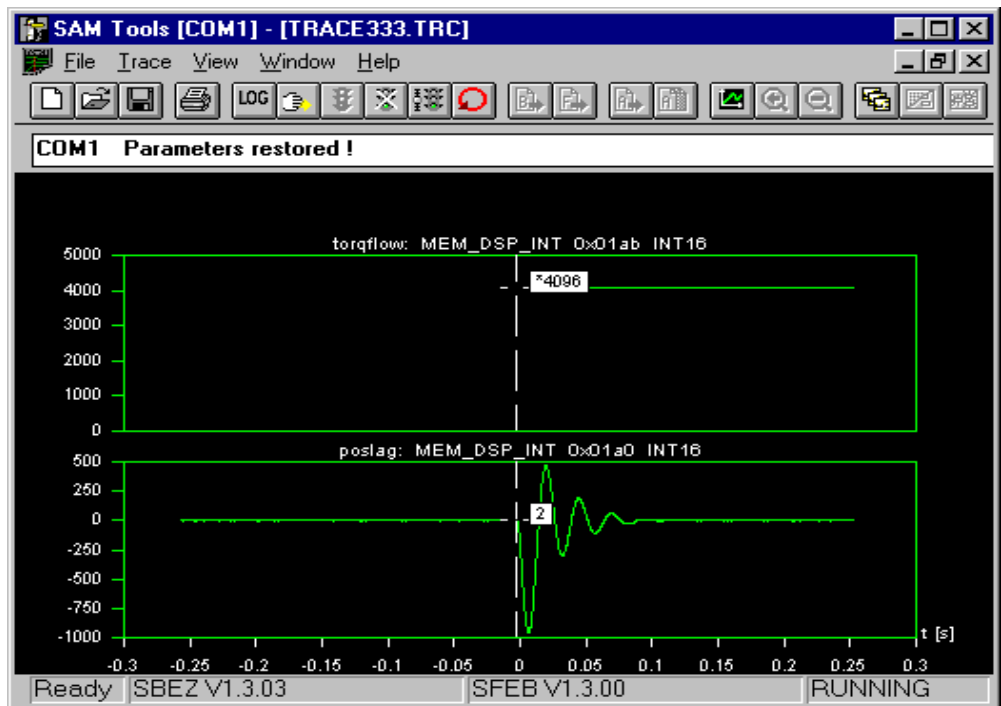 SAM Tools [COM1] - [TRACE333.TRC]
File Trace View Window Help
LOG
COM1 Parameters restored !
torqflow: MEM_DSP_INT 0x01ab INT16
5000
4000
3000
2000
1000
0
*4096
poslag: MEM_DSP_INT 0x01a0 INT16
500
250
0
-250
-500
-750
-1000
2
t [s]
-0.3 -0.25 -0.2 -0.15 -0.1 -0.05 0 0.05 0.1 0.15 0.2 0.25 0.3
Ready SBEZ V1.3.03 SFEB V1.3.00 RUNNING